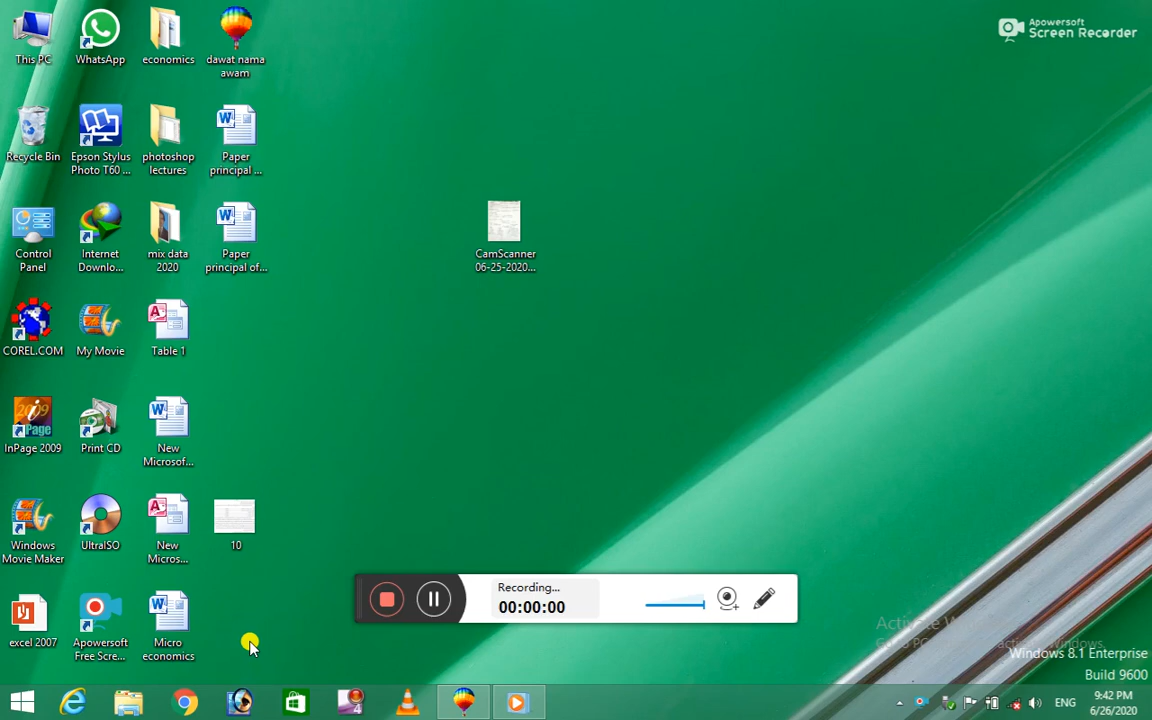 Apowersoft
Screen Recorder
This PC
WhatsApp
economics
dawat nama
awam
Recycle Bin
Epson Stylus
Photo T60 ...
photoshop
lectures
Paper
principal ...
Control
Panel
Internet
Downlo...
mix data
2020
Paper
principal of...
CamScanner
06-25-2020...
COREL.COM
My Movie
Table 1
InPage 2009
Print CD
New
Microsof...
Windows
Movie Maker
UltraISO
New
Micros...
10
excel 2007
Apowersoft
Free Scre...
Micro
economics
Recording...
00:00:00
Windows 8.1 Enterprise
Build 9600
ENG
9:42 PM
6/26/2020